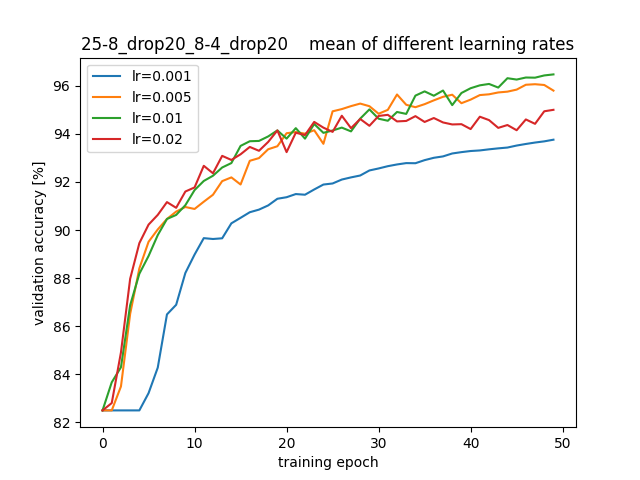 25-8_drop20_8-4_drop20    mean of different learning rates
lr=0.001
lr=0.005
lr=0.01
lr=0.02
validation accuracy [%]
96
94
92
90
88
86
84
82
0 10 20 30 40 50
training epoch